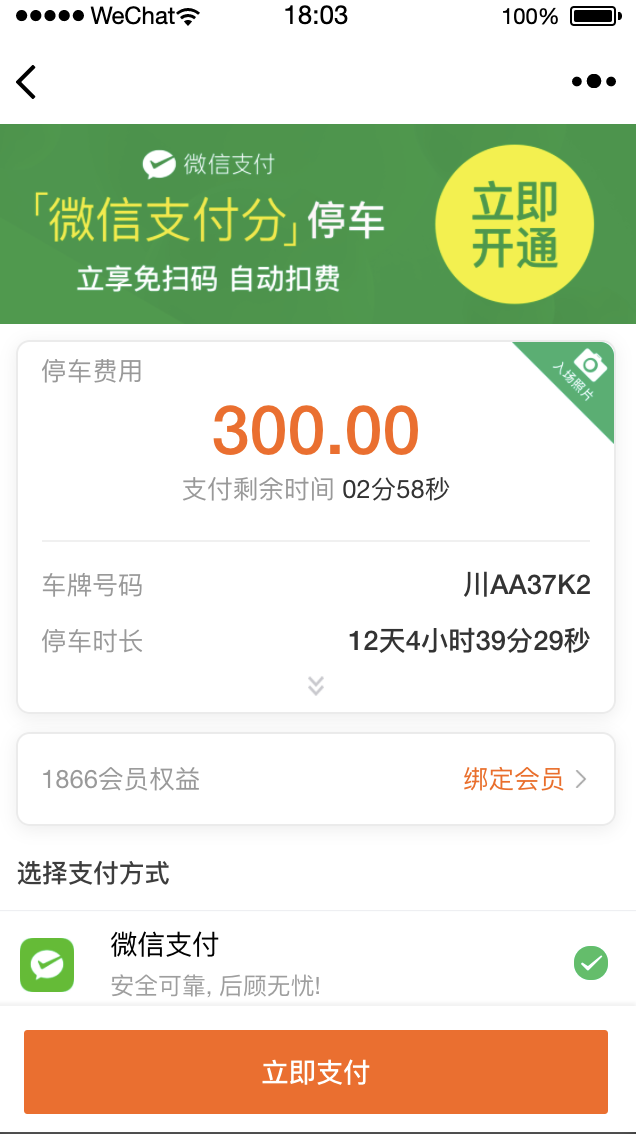 WeChat 18:03 100%
微信支付
「微信支付分」停车
立享免扫码 自动扣费
立即
开通
停车费用
入场照片
300.00
支付剩余时间 02分58秒
车牌号码 川AA37K2
停车时长 12天4小时39分29秒
1866会员权益 绑定会员
选择支付方式
微信支付
安全可靠, 后顾无忧!
立即支付